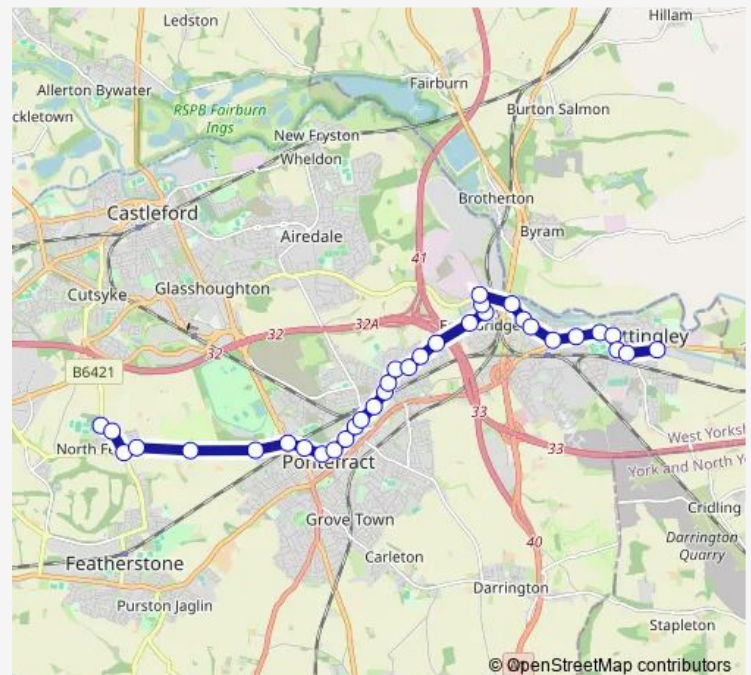 Ledston
Hillam
Allerton Bywater
Fairburn
RSPB Fairburn
Ings
Burton Salmon
ckletown
New Fryston
Wheldon
Brotherton
Castleford
Byram
Airedale
41
Cutsyke
Glasshoughton
32A
32
32
ttingley
B6421
33
North Fe
West Yorksh
33
Pontefract
York and North Y
Cridling
Grove Town
40
Darrington
Quarry
Carleton
Featherstone
Darrington
Purston Jaglin
Stapleton
© OpenStreetMap contributors